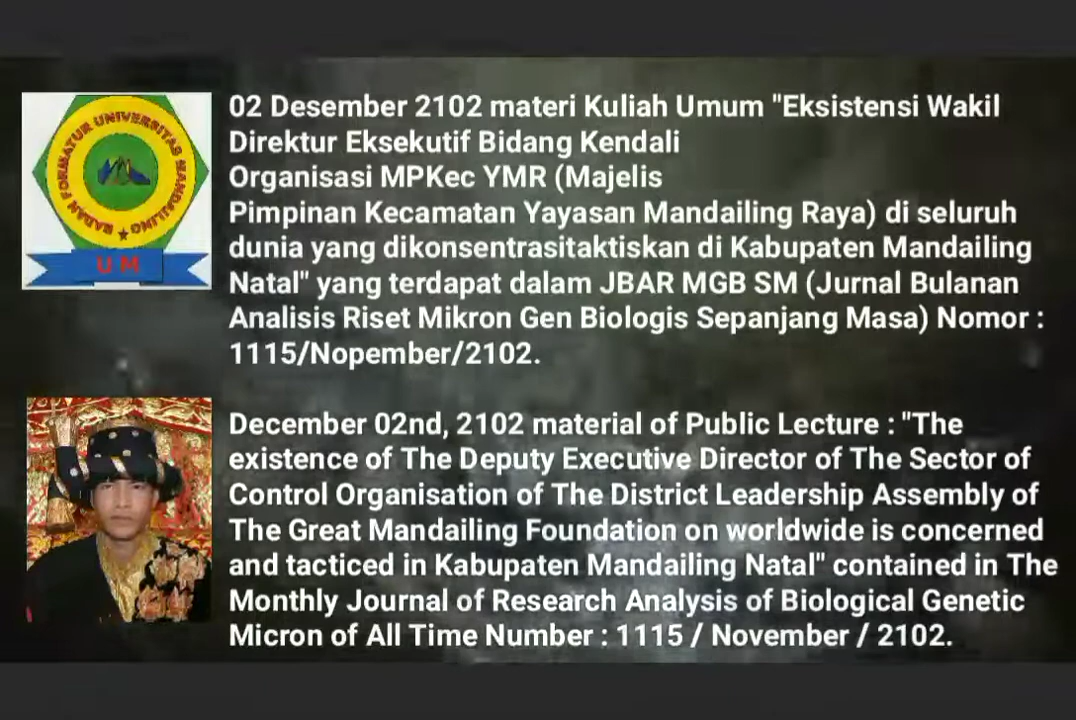 BADAN FORMATUR UNIVERSITAS MANDAILING
U M
02 Desember 2102 materi Kuliah Umum "Eksistensi Wakil
Direktur Eksekutif Bidang Kendali
Organisasi MPKec YMR (Majelis
Pimpinan Kecamatan Yayasan Mandailing Raya) di seluruh
dunia yang dikonsentrasitaktiskan di Kabupaten Mandailing
Natal" yang terdapat dalam JBAR MGB SM (Jurnal Bulanan
Analisis Riset Mikron Gen Biologis Sepanjang Masa) Nomor :
1115/Nopember/2102.
December 02nd, 2102 material of Public Lecture : "The
existence of The Deputy Executive Director of The Sector of
Control Organisation of The District Leadership Assembly of
The Great Mandailing Foundation on worldwide is concerned
and tacticed in Kabupaten Mandailing Natal" contained in The
Monthly Journal of Research Analysis of Biological Genetic
Micron of All Time Number : 1115 / November / 2102.